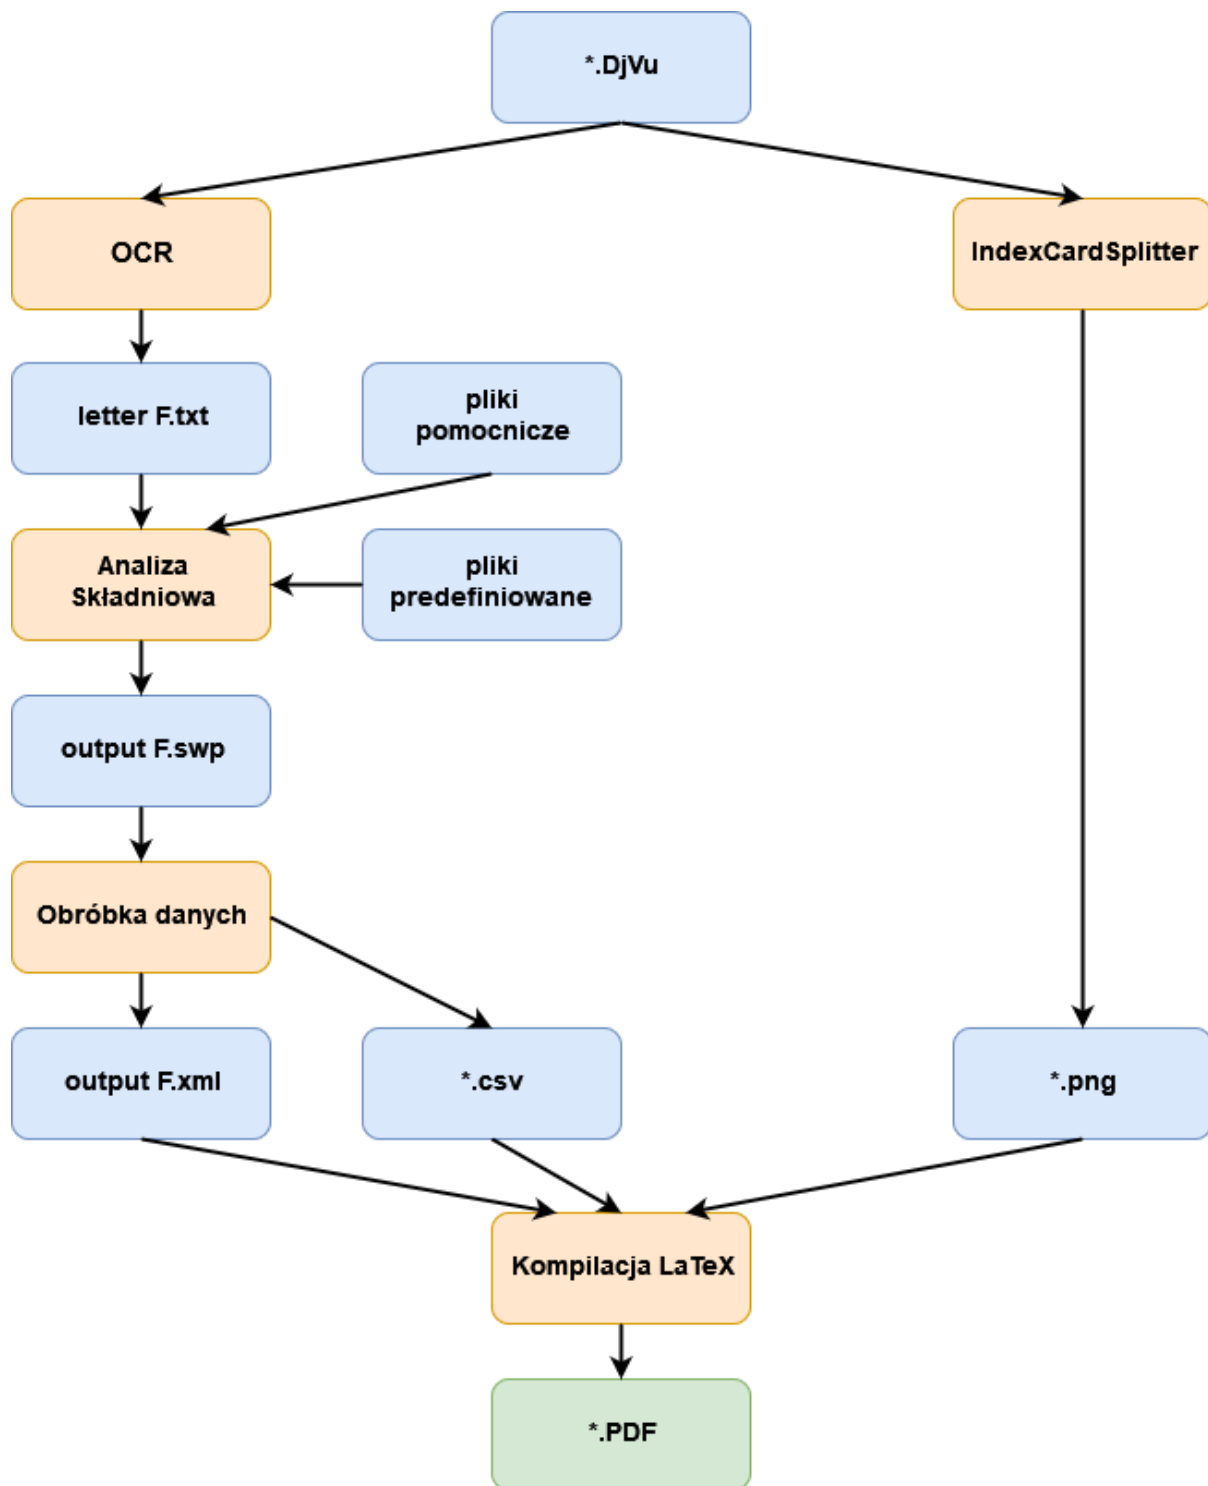 *.DjVu
OCR
IndexCardSplitter
letter F.txt
pliki
pomocnicze
Analiza
Składniowa
pliki
predefiniowane
output F.swp
Obróbka danych
output F.xml
*.csv
*.png
Kompilacja LaTeX
*.PDF